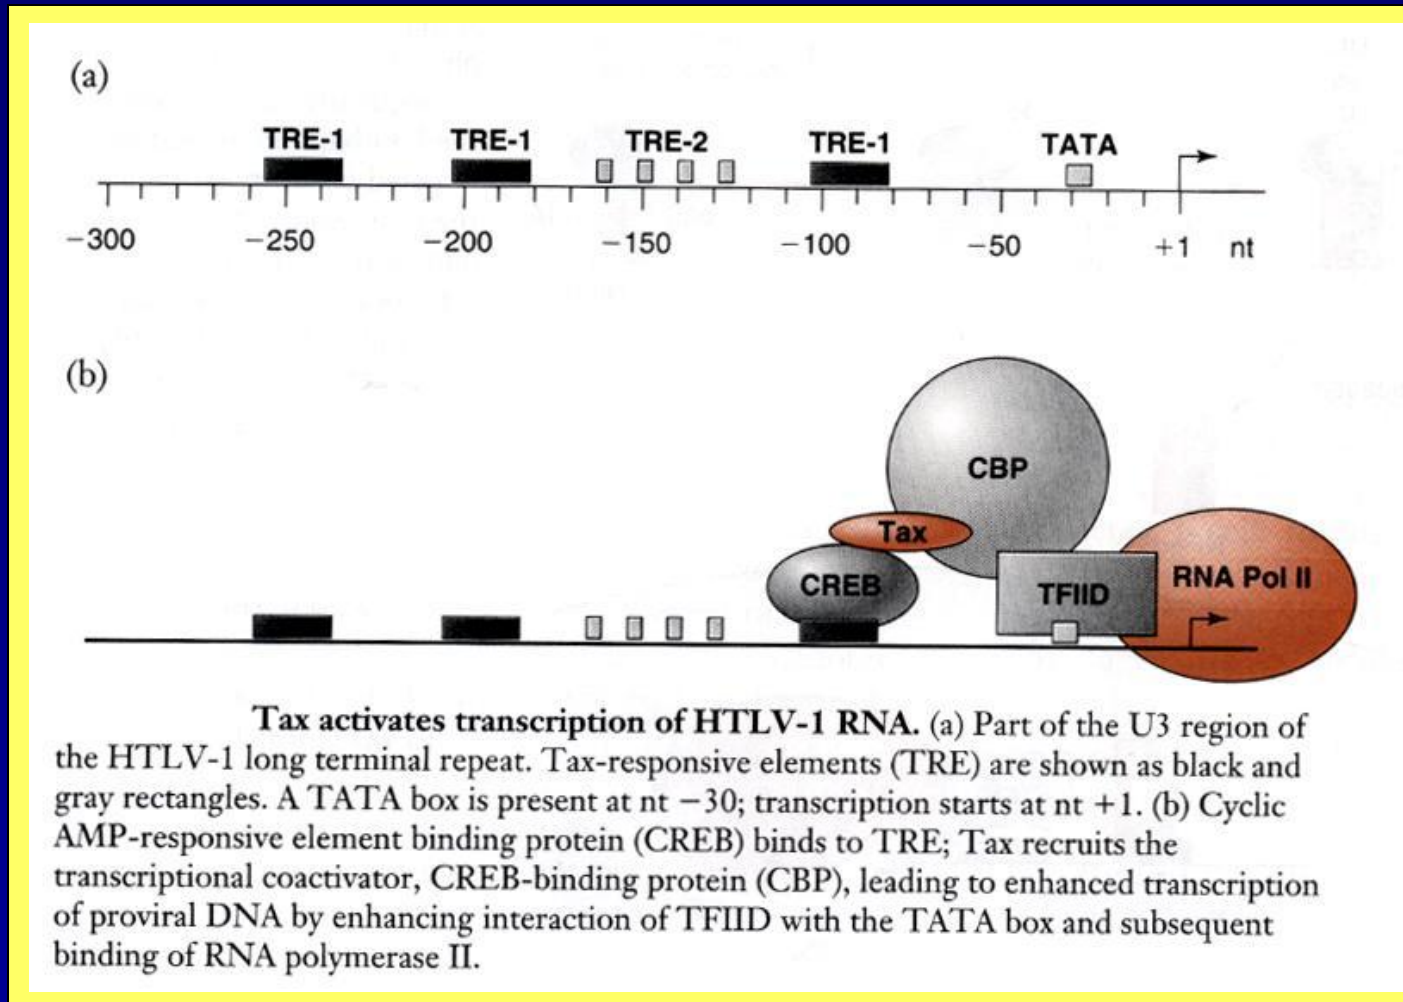 (a)
TRE-1 TRE-1 TRE-2 TRE-1 TATA
−300 −250 −200 −150 −100 −50 +1 nt
(b)
CBP
Tax
CREB TFIID RNA Pol II
Tax activates transcription of HTLV-1 RNA. (a) Part of the U3 region of
the HTLV-1 long terminal repeat. Tax-responsive elements (TRE) are shown as black and
gray rectangles. A TATA box is present at nt −30; transcription starts at nt +1. (b) Cyclic
AMP-responsive element binding protein (CREB) binds to TRE; Tax recruits the
transcriptional coactivator, CREB-binding protein (CBP), leading to enhanced transcription
of proviral DNA by enhancing interaction of TFIID with the TATA box and subsequent
binding of RNA polymerase II.